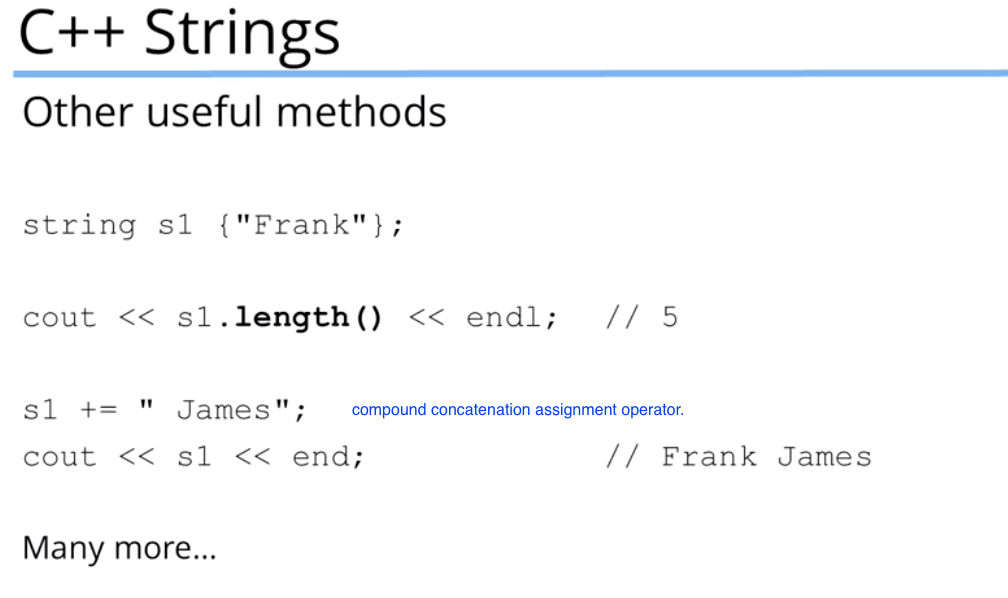 C++ Strings
Other useful methods
string s1 {"Frank"};
cout << s1.length() << endl;   // 5
s1 += " James";   compound concatenation assignment operator.
cout << s1 << end;   // Frank James
Many more...